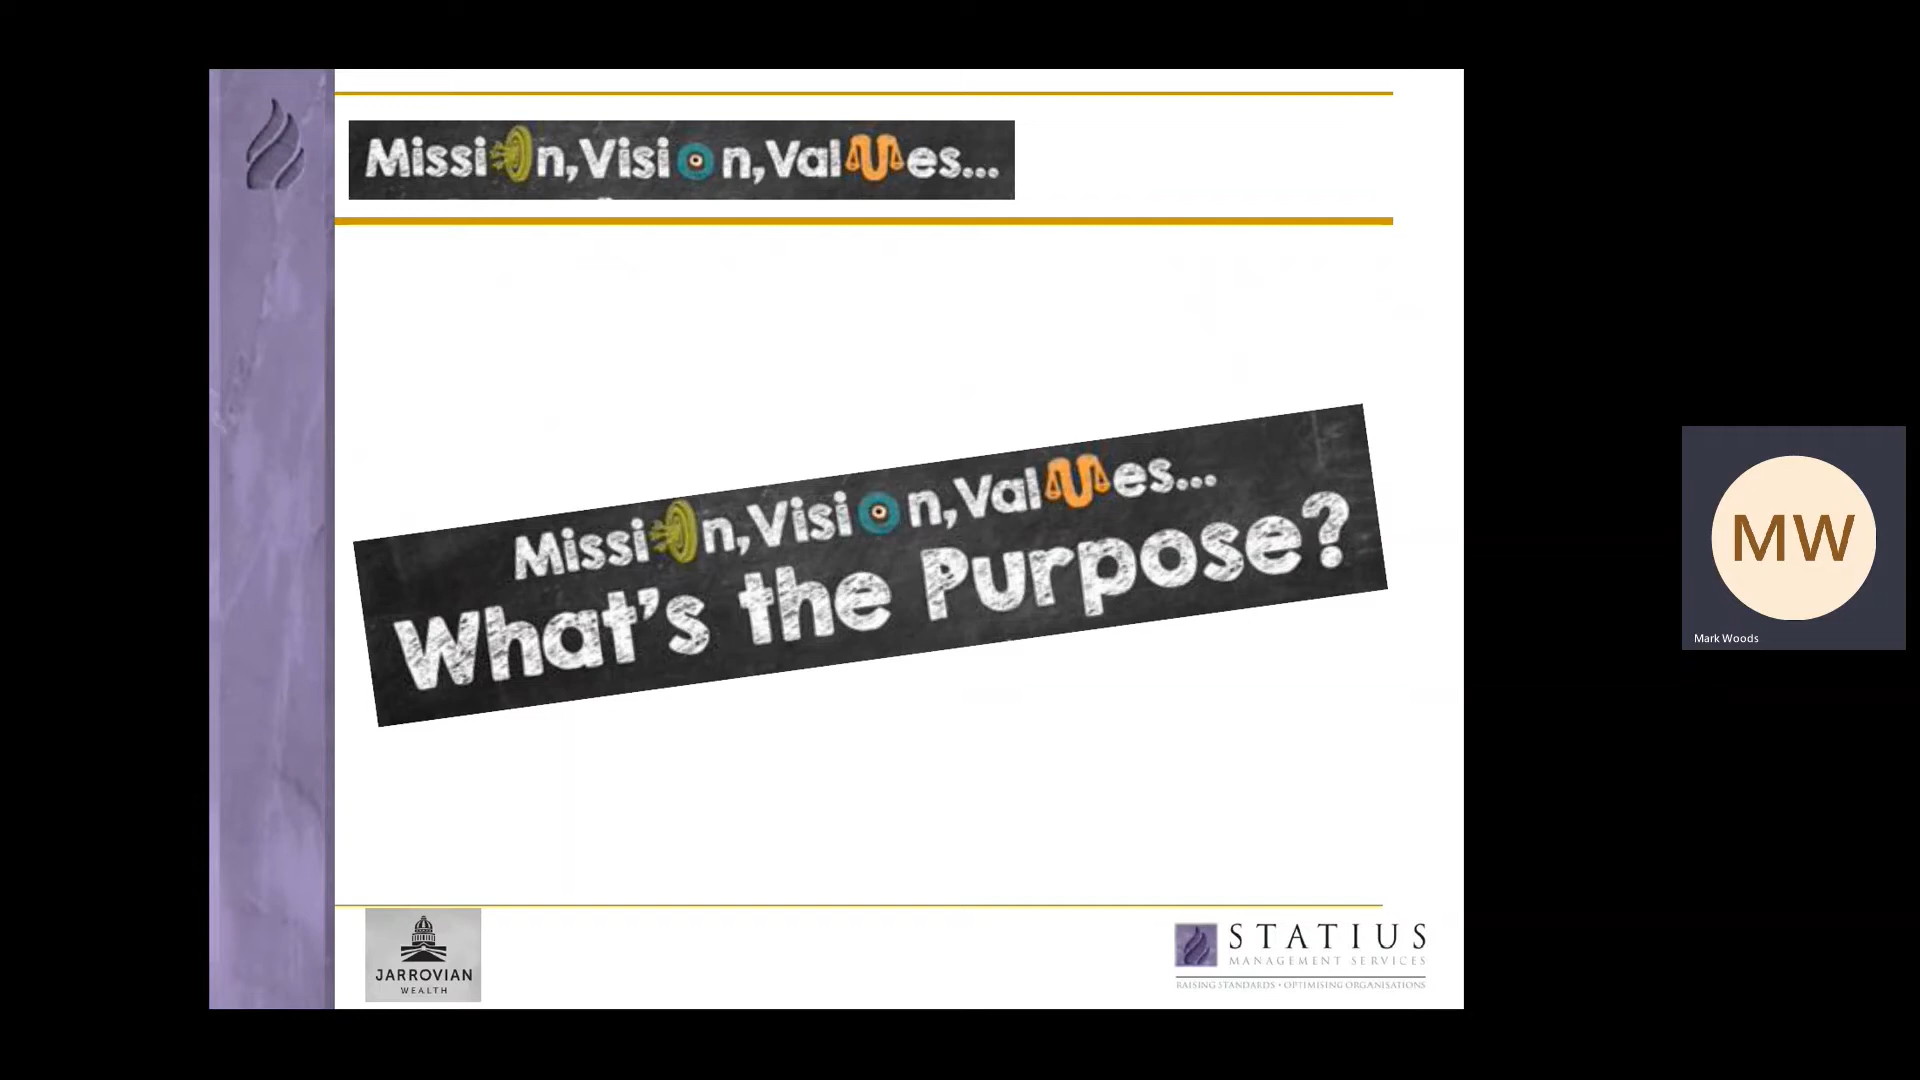 Mission, Vision, Values...
Mission, Vision, Values...
What's the Purpose?
MW
Mark Woods
JARROVIAN
WEALTH
STATIUS
MANAGEMENT SERVICES
RAISING STANDARDS • OPTIMISING ORGANISATIONS